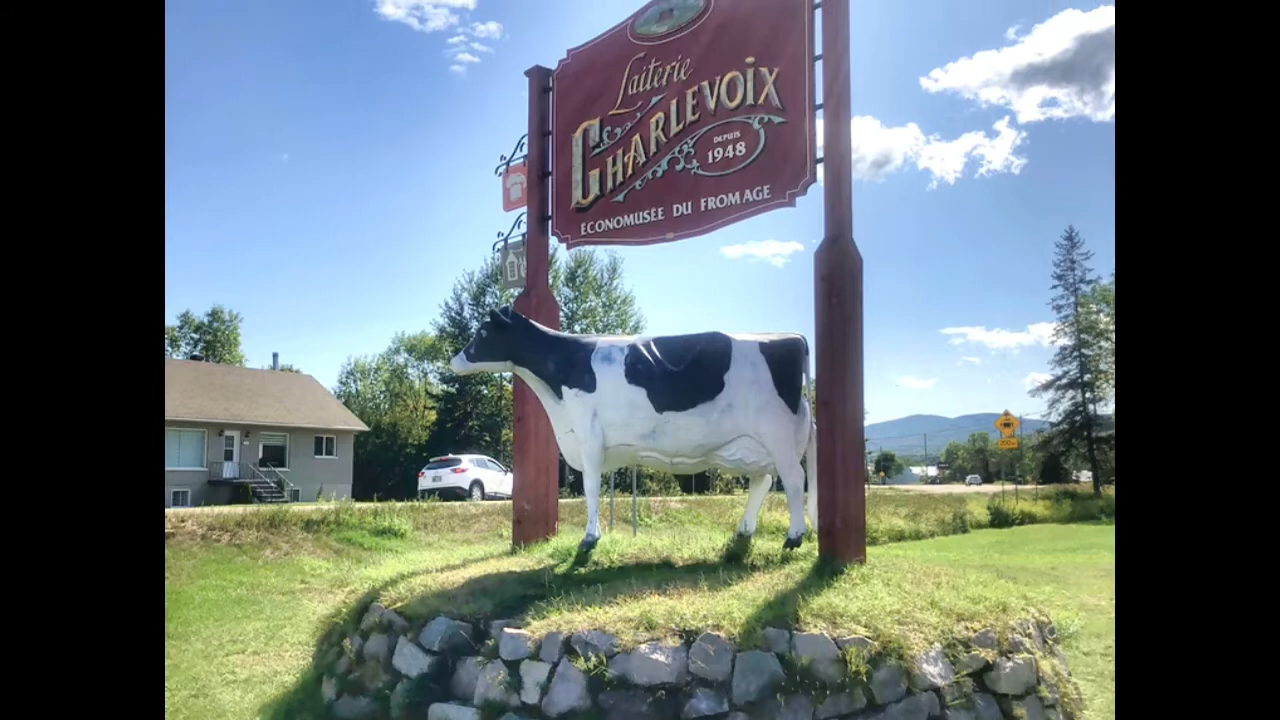 Laiterie
CHARLEVOIX
DEPUIS
1948
ÉCONOMUSÉE DU FROMAGE